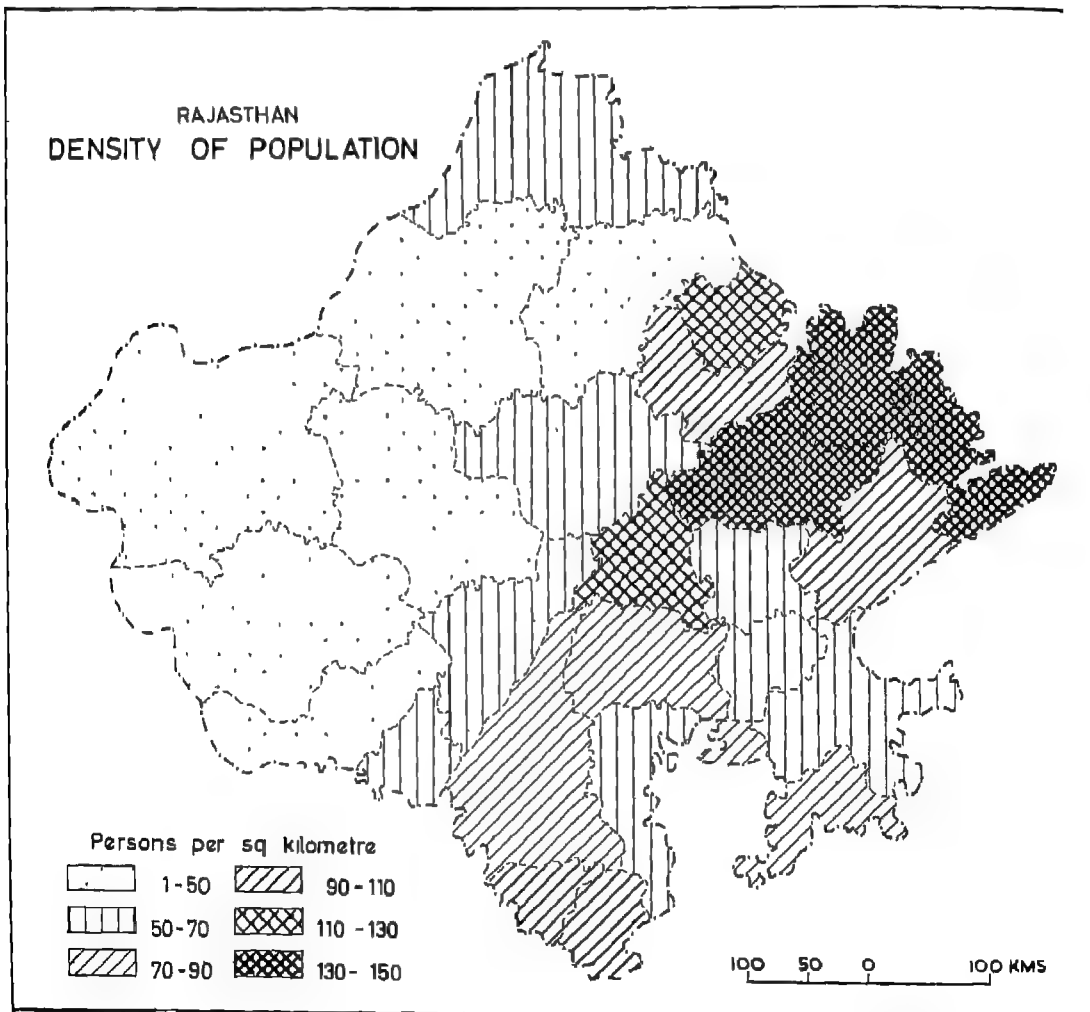 RAJASTHAN
DENSITY OF POPULATION
Persons per sq kilometre
1-50 90-110
50-70 110-130
70-90 130-150
100 50 0 100 KMS